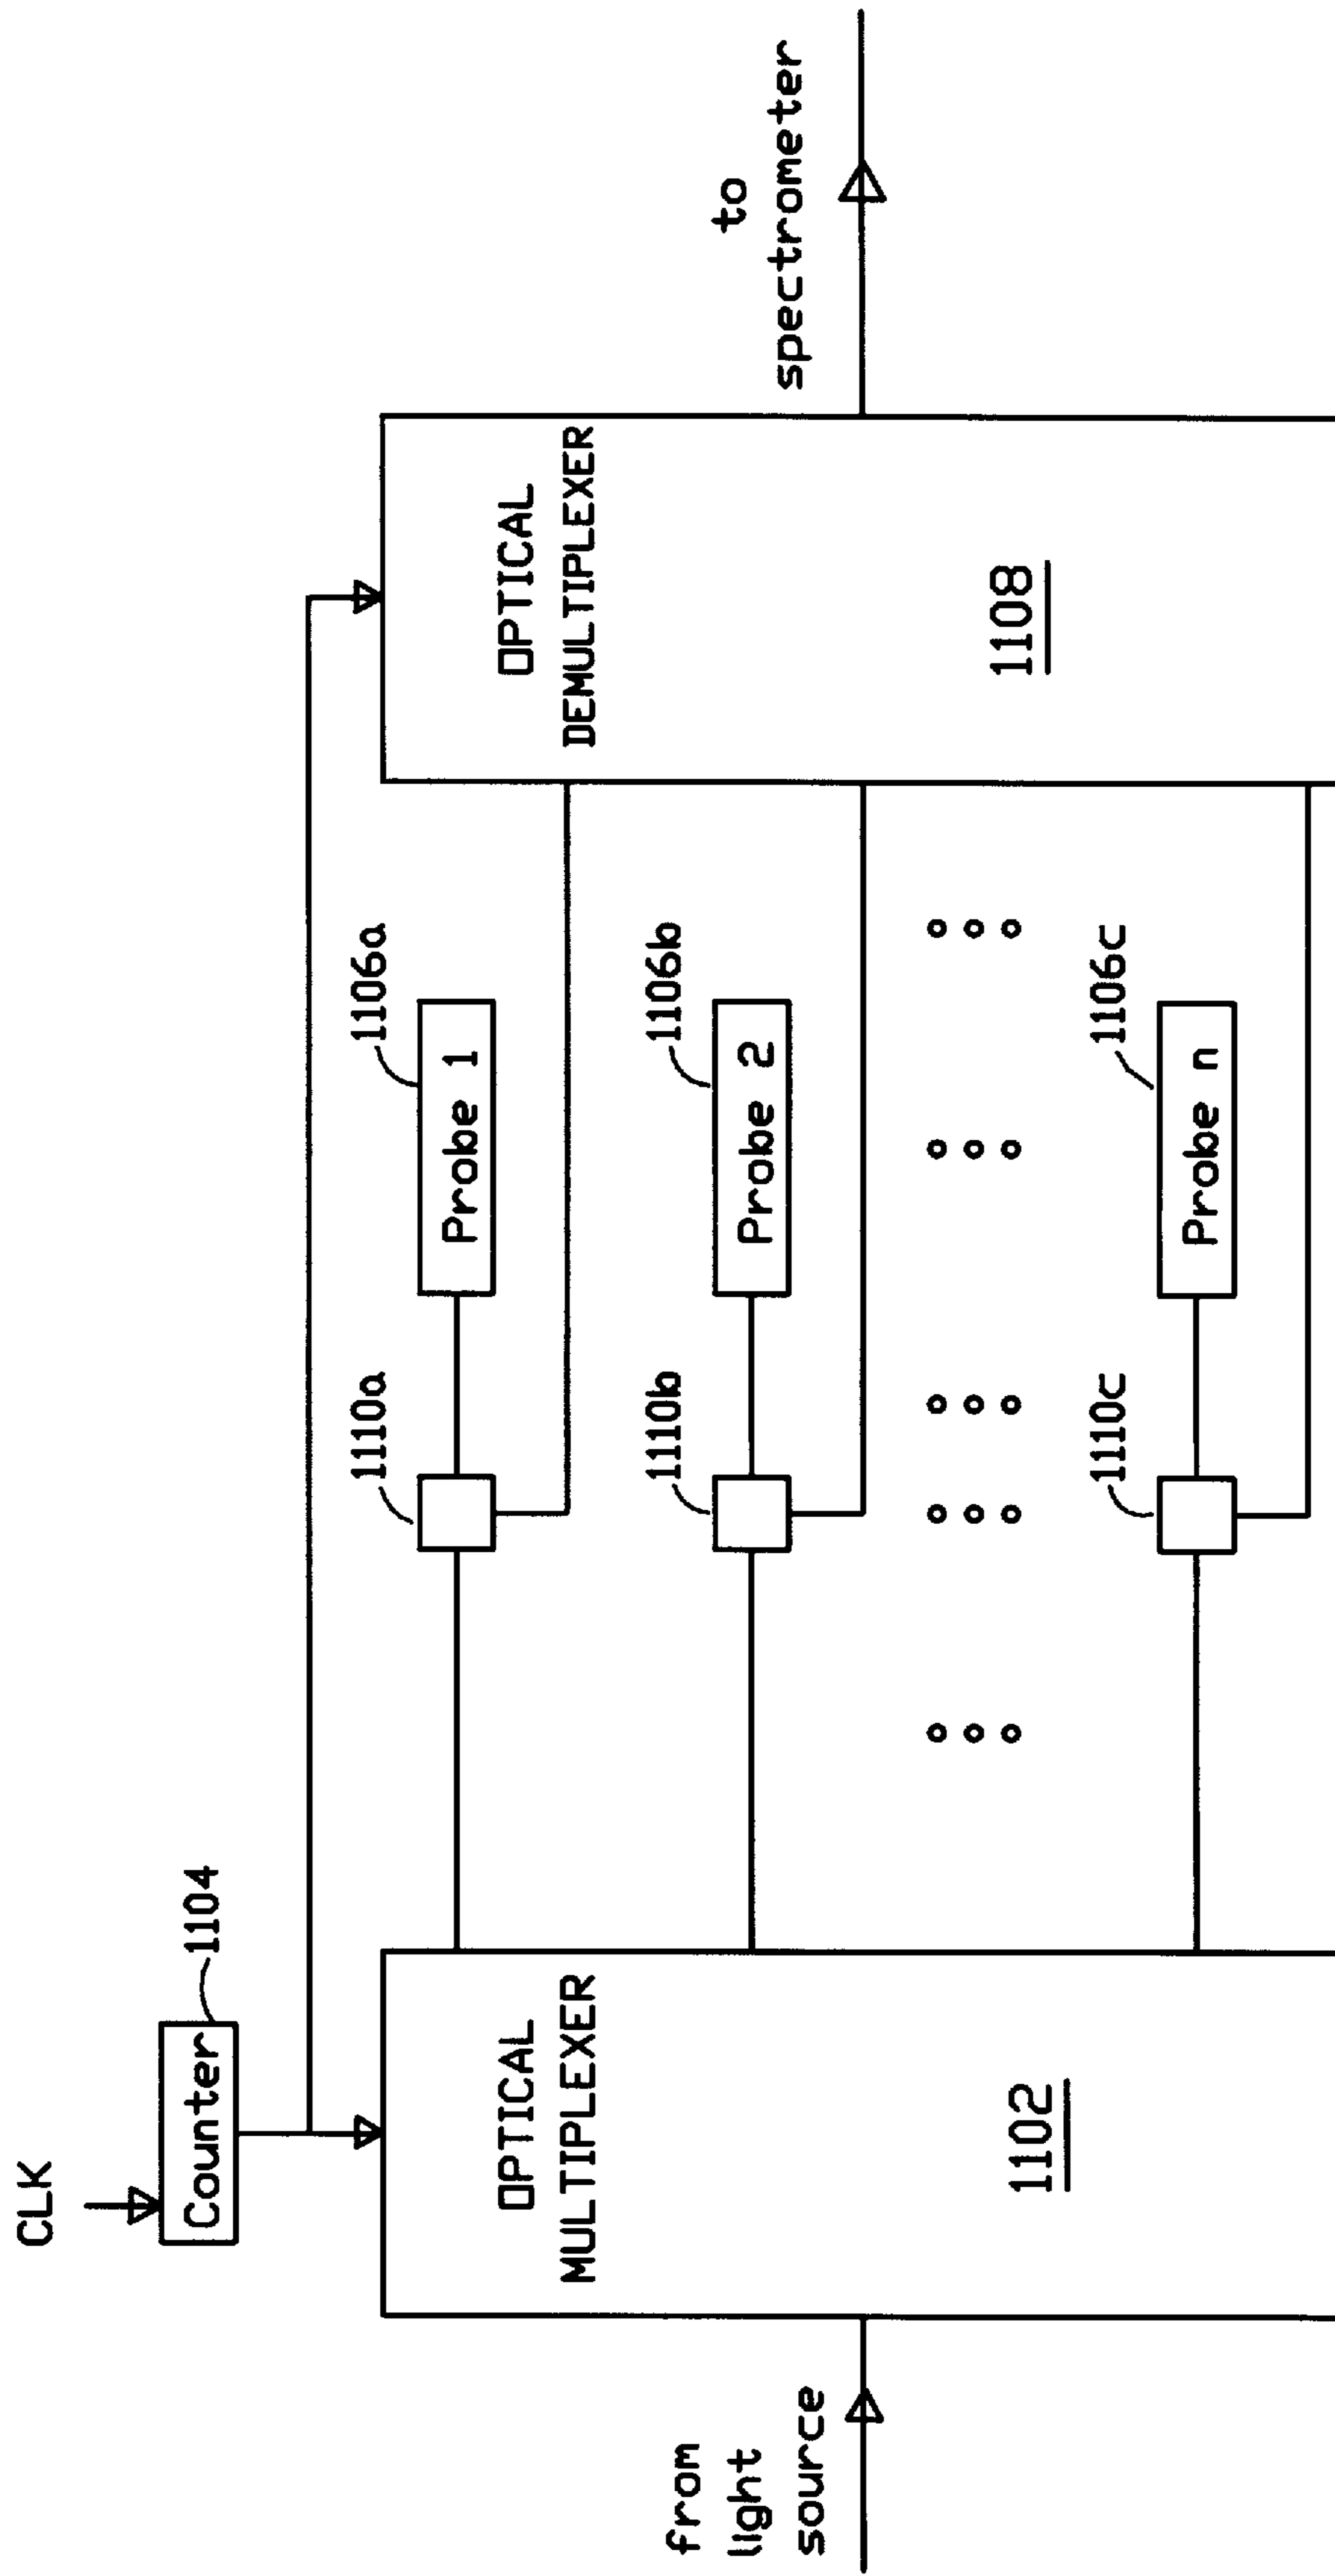 CLK
Counter
1104
from
light
source
OPTICAL
MULTIPLEXER
1102
1110a
1106a
Probe 1
1110b
1106b
Probe 2
1110c
1106c
Probe n
OPTICAL
DEMULTIPLEXER
1108
to
spectrometer